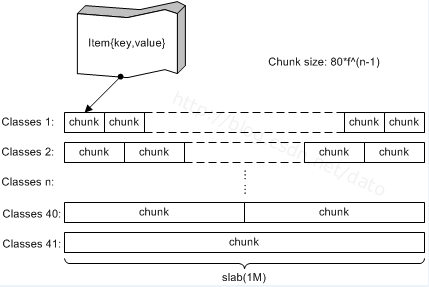 Item{key,value}
Chunk size: 80*f^(n-1)
Classes 1: chunk chunk chunk chunk
Classes 2: chunk chunk chunk chunk
Classes n:
Classes 40: chunk chunk
Classes 41: chunk
slab(1M)